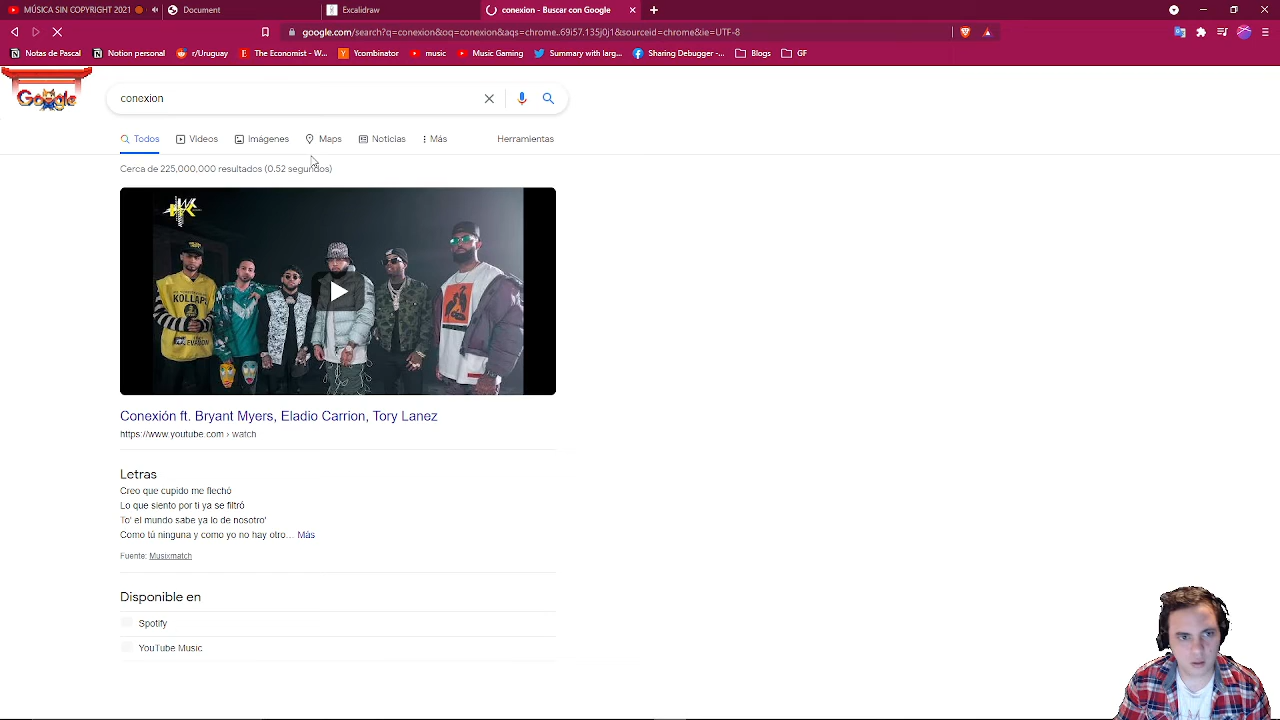 MÚSICA SIN COPYRIGHT 2021
Document
Excalidraw
conexion - Buscar con Google
google.com/search?q=conexion&oq=conexion&aqs=chrome..69i57.135j0j1&sourceid=chrome&ie=UTF-8
Notas de Pascal
Notion personal
r/Uruguay
The Economist - W...
Ycombinator
music
Music Gaming
Summary with larg...
Sharing Debugger -...
Blogs
GF
Google
conexion
Todos
Videos
Imágenes
Maps
Noticias
Más
Herramientas
Cerca de 225,000,000 resultados (0.52 segundos)
KOLLAPS
Conexión ft. Bryant Myers, Eladio Carrion, Tory Lanez
https://www.youtube.com › watch
Letras
Creo que cupido me flechó
Lo que siento por ti ya se filtró
To' el mundo sabe ya lo de nosotro'
Como tú ninguna y como yo no hay otro... Más
Fuente: Musixmatch
Disponible en
Spotify
YouTube Music